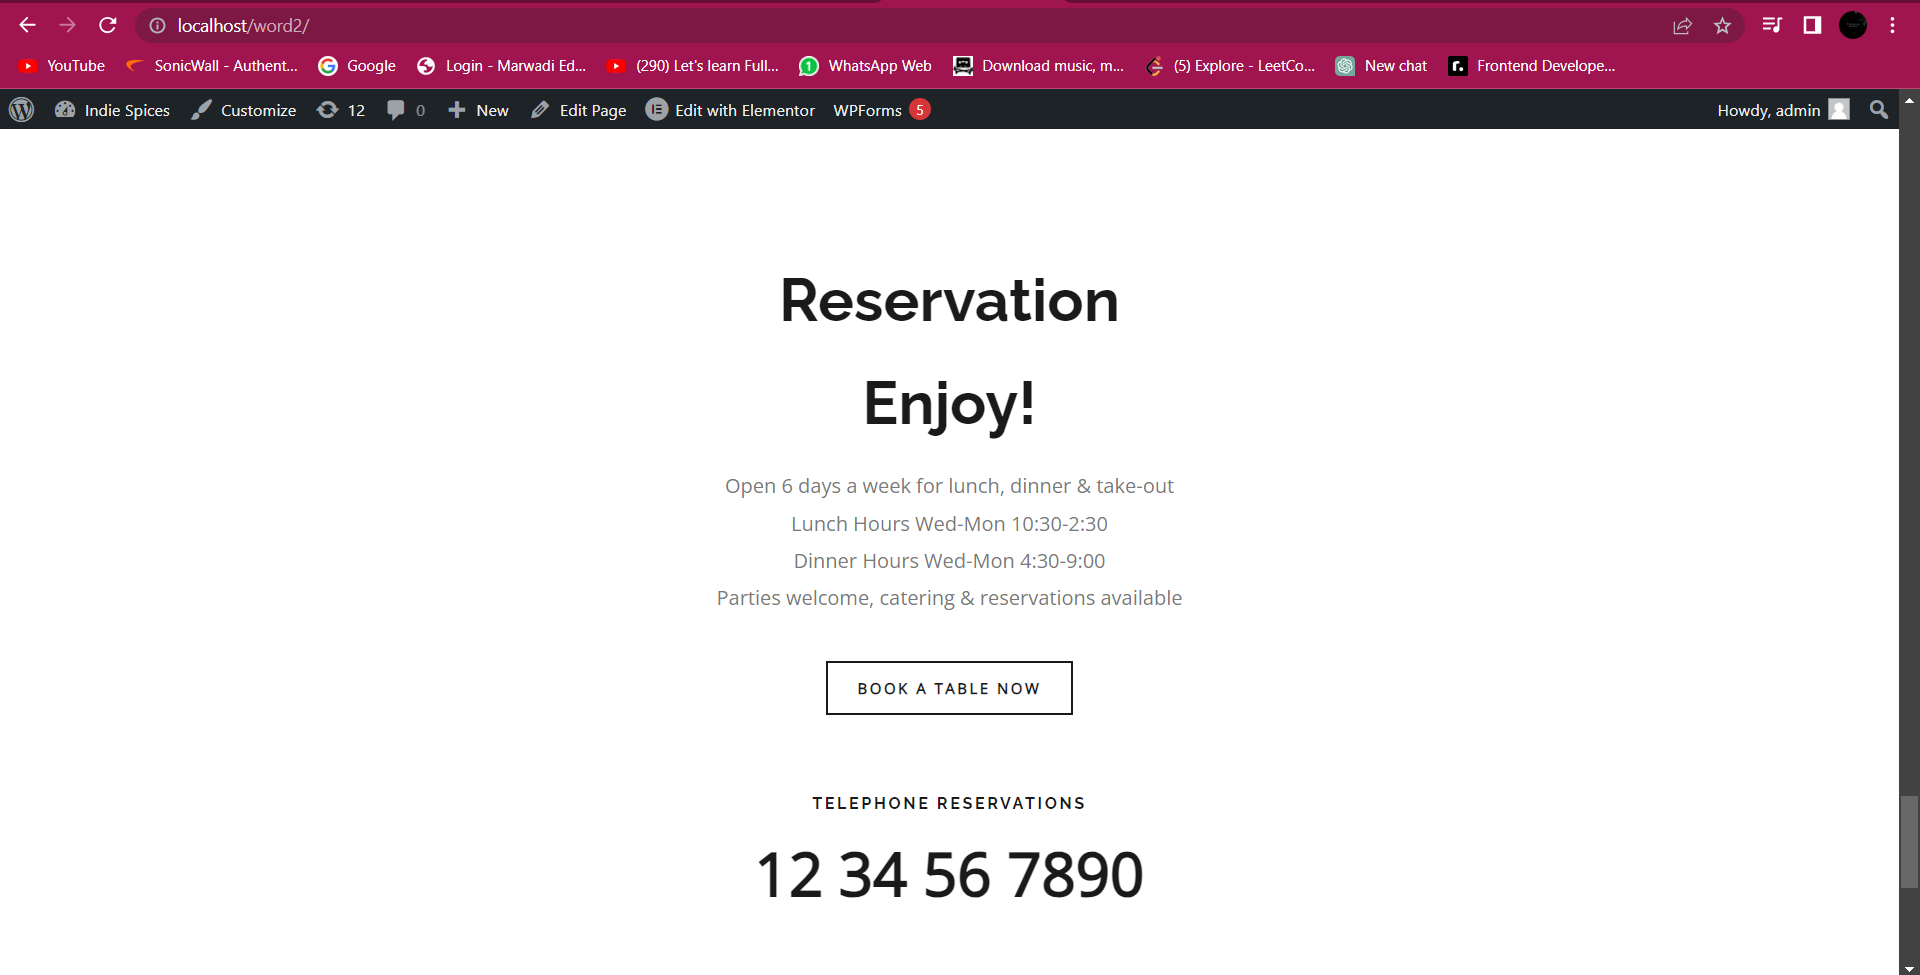 localhost/word2/
YouTube SonicWall - Authent... Google Login - Marwadi Ed... (290) Let's learn Full... WhatsApp Web Download music, m... (5) Explore - LeetCo... New chat Frontend Develope...
Indie Spices Customize 12 0 New Edit Page Edit with Elementor WPForms 5 Howdy, admin
Reservation
Enjoy!
Open 6 days a week for lunch, dinner & take-out
Lunch Hours Wed-Mon 10:30-2:30
Dinner Hours Wed-Mon 4:30-9:00
Parties welcome, catering & reservations available
BOOK A TABLE NOW
TELEPHONE RESERVATIONS
12 34 56 7890